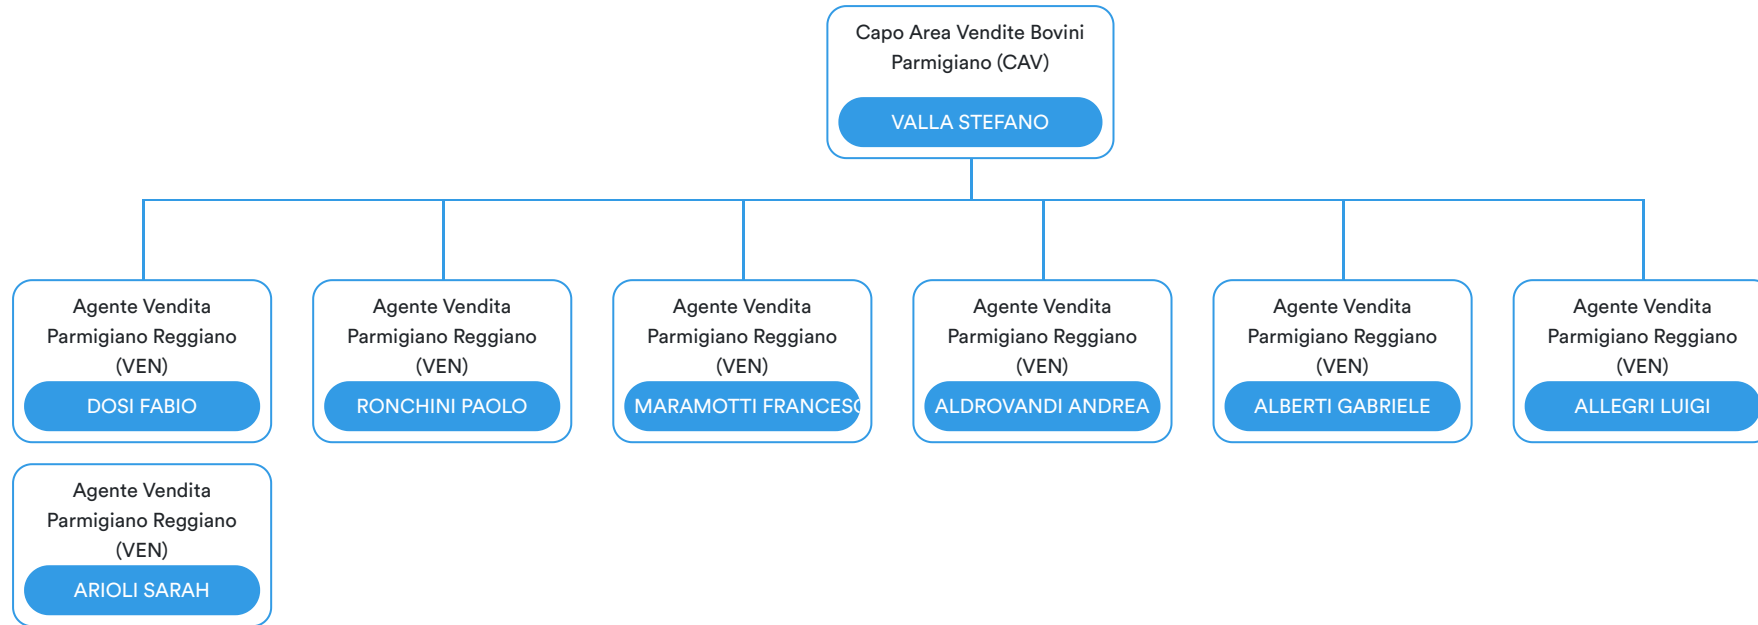 Capo Area Vendite Bovini
Parmigiano (CAV)
VALLA STEFANO
Agente Vendita
Parmigiano Reggiano
(VEN)
DOSI FABIO
Agente Vendita
Parmigiano Reggiano
(VEN)
RONCHINI PAOLO
Agente Vendita
Parmigiano Reggiano
(VEN)
MARAMOTTI
Agente Vendita
Parmigiano Reggiano
(VEN)
ALDROVANDI ANDREA
Agente Vendita
Parmigiano Reggiano
(VEN)
ALBERTI GABRIELE
Agente Vendita
Parmigiano Reggiano
(VEN)
ALLEGRI LUIGI
Agente Vendita
Parmigiano Reggiano
(VEN)
ARIOLI SARAH